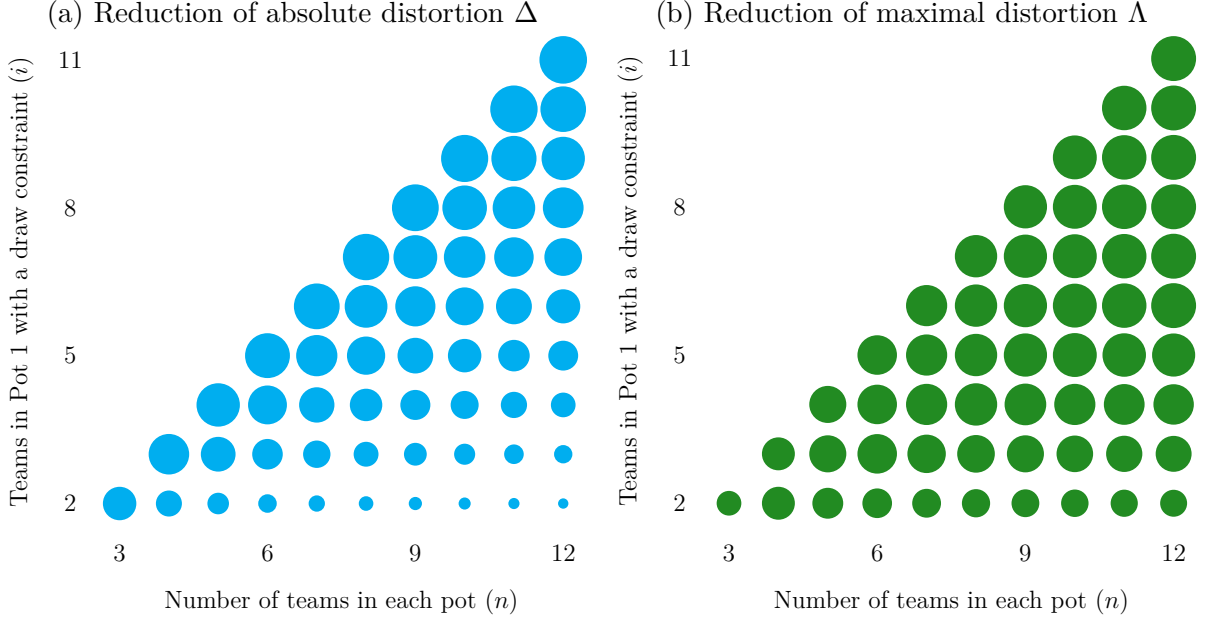 (a) Reduction of absolute distortion Δ
Teams in Pot 1 with a draw constraint (i)
11
8
5
2
3 6 9 12
Number of teams in each pot (n)
(b) Reduction of maximal distortion Λ
Teams in Pot 1 with a draw constraint (i)
11
8
5
2
3 6 9 12
Number of teams in each pot (n)